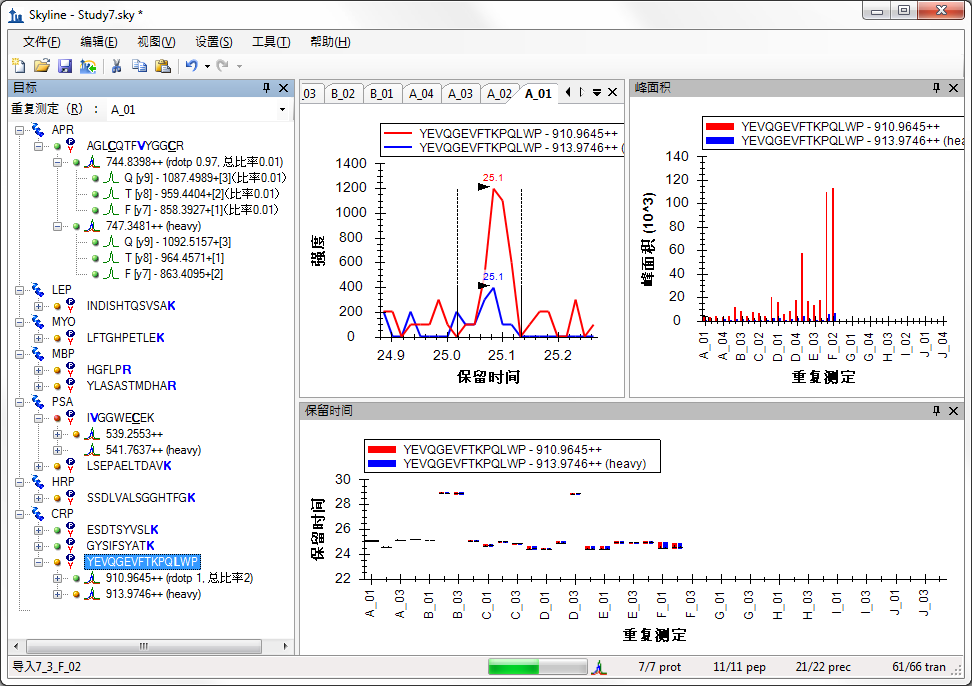 Skyline - Study7.sky *
文件(F) 编辑(E) 视图(V) 设置(S) 工具(T) 帮助(H)
目标
重复测定 (R) : A_01
APR
AGLCQTFVYGGCR
744.8398++ (rdotp 0.97, 总比率0.01)
Q [y9] - 1087.4989+[3](比率0.01)
T [y8] - 959.4404+[2](比率0.01)
F [y7] - 858.3927+[1](比率0.01)
747.3481++ (heavy)
Q [y9] - 1092.5157+[3]
T [y8] - 964.4571+[1]
F [y7] - 863.4095+[2]
LEP
INDISHTQSVSAK
MYO
LFTGHPETLEK
MBP
HGFLPR
YLASASTMDHAR
PSA
IVGGWECEK
539.2553++
541.7637++ (heavy)
LSEPAELTDAVK
HRP
SSDLVALSGGHTFGK
CRP
ESDTSYVSLK
GYSIFSYATK
YEVQGEVFTKPQLWP
910.9645++ (rdotp 1, 总比率2)
913.9746++ (heavy)
_03 B_02 B_01 A_04 A_03 A_02 A_01
YEVQGEVFTKPQLWP - 910.9645++
YEVQGEVFTKPQLWP - 913.9746++ (
强度
1400
1200
1000
800
600
400
200
0
25.1
25.1
24.9 25.0 25.1 25.2
保留时间
峰面积
YEVQGEVFTKPQLWP - 910.9645++
YEVQGEVFTKPQLWP - 913.9746++ (hea
峰面积 (10^3)
140
120
100
80
60
40
20
0
A_01 A_04 B_03 C_02 D_01 D_04 E_03 F_02 G_01 G_04 H_03 I_02 J_01 J_04
重复测定
保留时间
YEVQGEVFTKPQLWP - 910.9645++
YEVQGEVFTKPQLWP - 913.9746++ (heavy)
保留时间
30
28
26
24
22
A_01 A_03 B_01 B_03 C_01 C_03 D_01 D_03 E_01 E_03 F_01 F_03 G_01 G_03 H_01 H_03 I_01 I_03 J_01 J_03
重复测定
导入7_3_F_02
7/7 prot 11/11 pep 21/22 prec 61/66 tran